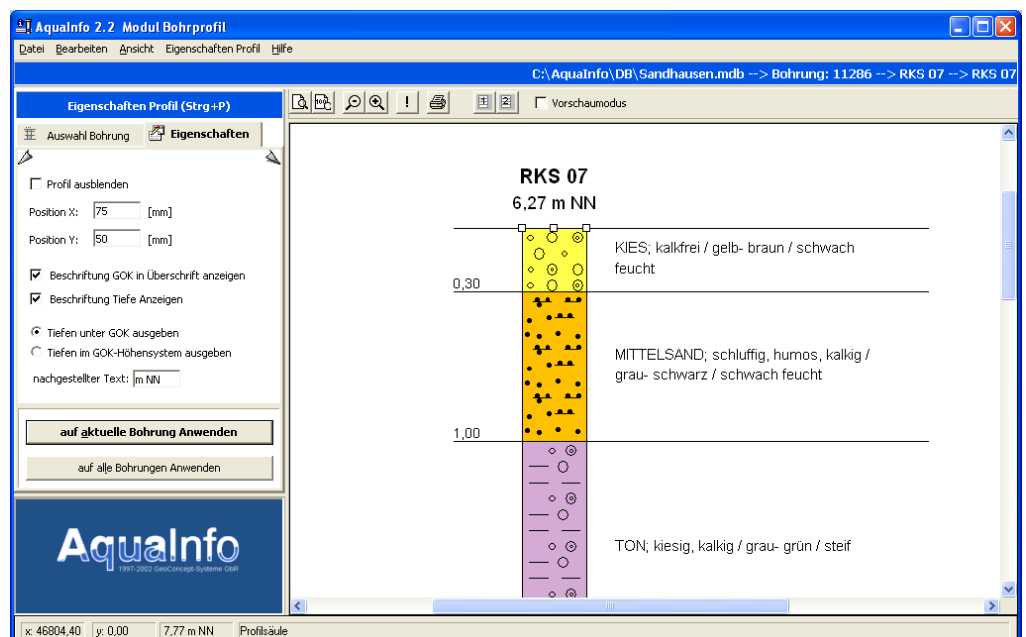 AquaInfo 2.2 Modul Bohrprofil
Datei Bearbeiten Ansicht Eigenschaften Profil Hilfe
C:\AquaInfo\DB\Sandhausen.mdb --> Bohrung: 11286 --> RKS 07 --> RKS 07
Eigenschaften Profil (Strg+P)
Auswahl Bohrung Eigenschaften
Profil ausblenden
Position X: 75 [mm]
Position Y: 50 [mm]
Beschriftung GOK in Überschrift anzeigen
Beschriftung Tiefe Anzeigen
Tiefen unter GOK ausgeben
Tiefen im GOK-Höhensystem ausgeben
nachgestellter Text: m NN
auf aktuelle Bohrung Anwenden
auf alle Bohrungen Anwenden
AquaInfo
1997-2002 GeoConcept-Systeme GbR
Vorschaumodus
RKS 07
6,27 m NN
KIES; kalkfrei / gelb- braun / schwach
feucht
0,30
MITTELSAND; schluffig, humos, kalkig /
grau- schwarz / schwach feucht
1,00
TON; kiesig, kalkig / grau- grün / steif
x: 46804,40 y: 0,00 7,77 m NN Profilsäule